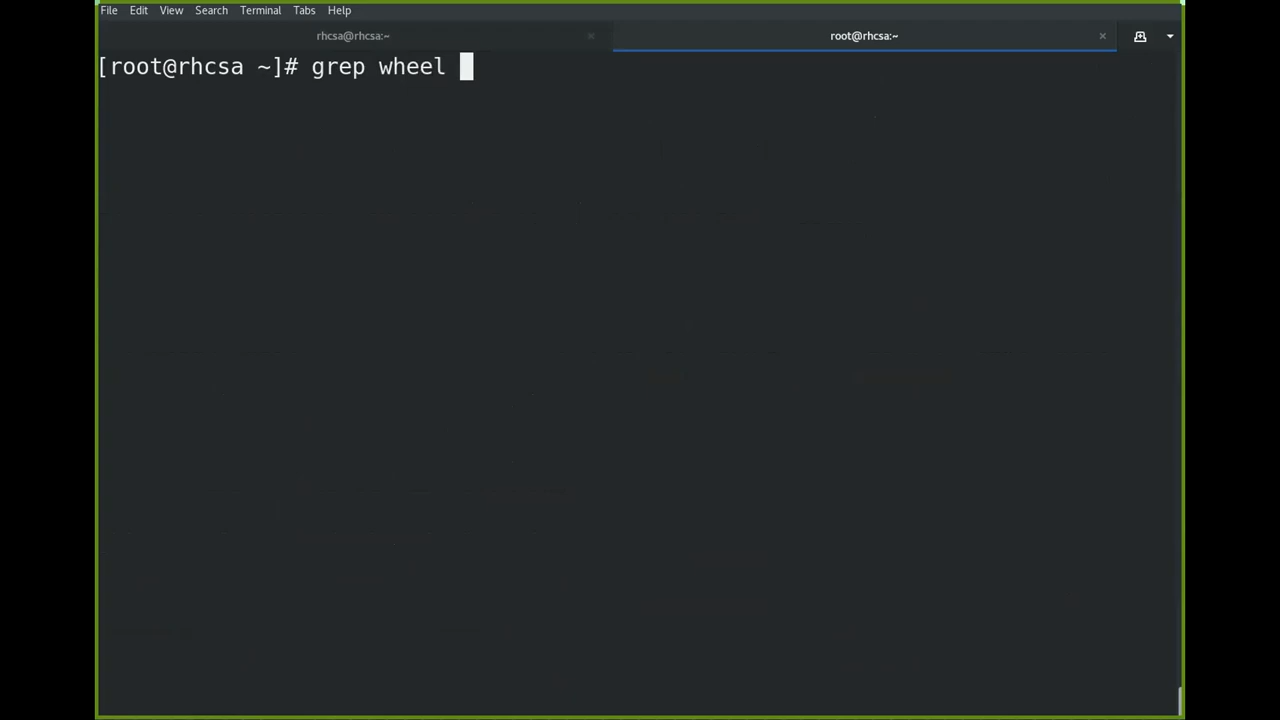 File Edit View Search Terminal Tabs Help
rhcsa@rhcsa:~ × root@rhcsa:~ ×
[root@rhcsa ~]# grep wheel